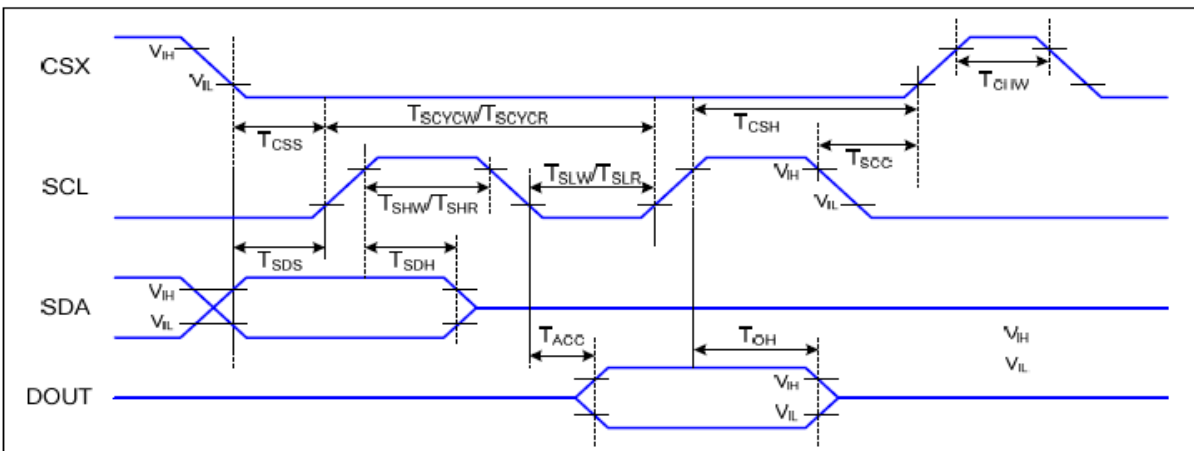 CSX
VIH
VIL
TCHW
TCSS
TSCYCW/TSCYCR
TCSH
TSCC
SCL
TSHW/TSHR
TSLW/TSLR
VIH
VIL
TSDS
TSDH
SDA
VIH
VIL
TACC
TOH
VIH
VIL
DOUT
VIH
VIL